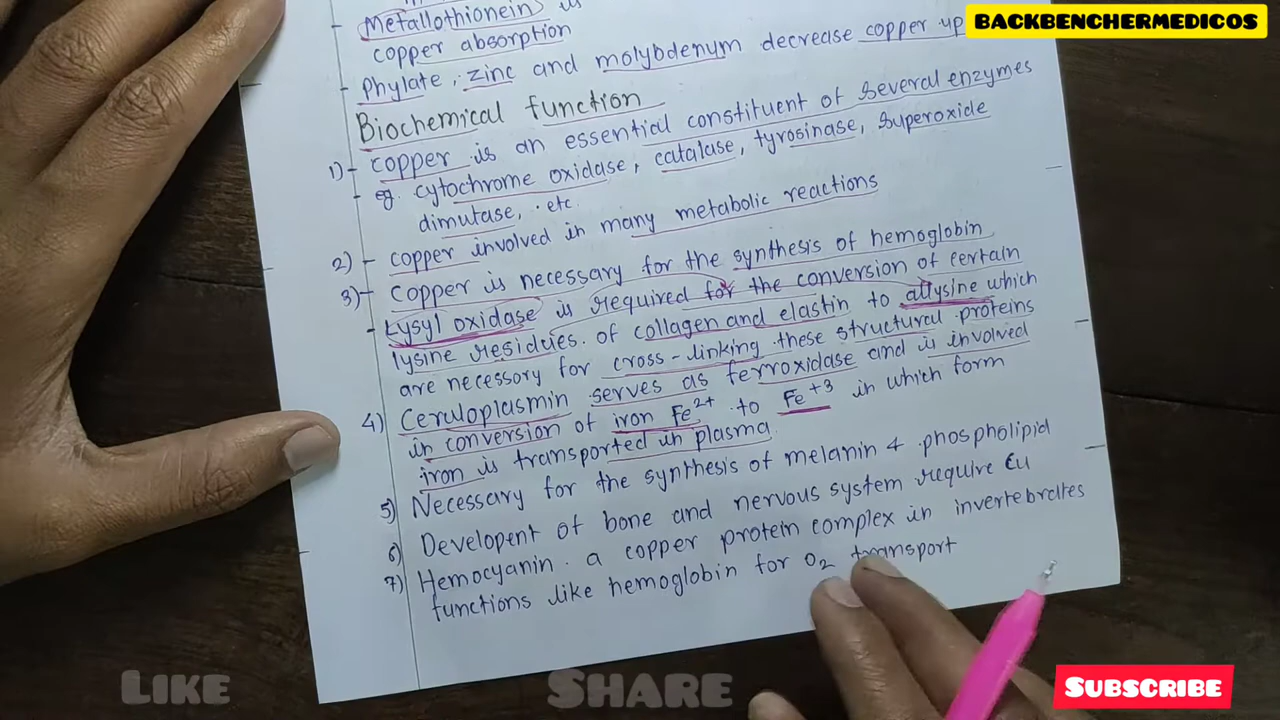 BACKBENCHERMEDICOS
Metallothionein is
copper absorption
- Phylate, zinc and molybdenum decrease copper up
Biochemical function
1) - copper is an essential constituent of several enzymes
eg. cytochrome oxidase, catalase, tyrosinase, superoxide
dimutase, . etc
2) - copper involved in many metabolic reactions
3) - copper is necessary for the synthesis of hemoglobin
- Lysyl oxidase is required for the conversion of certain
lysine residues of collagen and elastin to allysine which
are necessory for cross-linking these structural proteins
4) Ceruloplasmin serves as ferroxidase and is involved
in conversion of iron Fe2+ to Fe+3 in which form
iron is transported in plasma.
5) Necessary for the synthesis of melanin & phospholipid
6) Developent of bone and nervous system require Cu
7) Hemocyanin . a copper protein complex in invertebrates
functions like hemoglobin for O2 transport
LIKE
SHARE
SUBSCRIBE